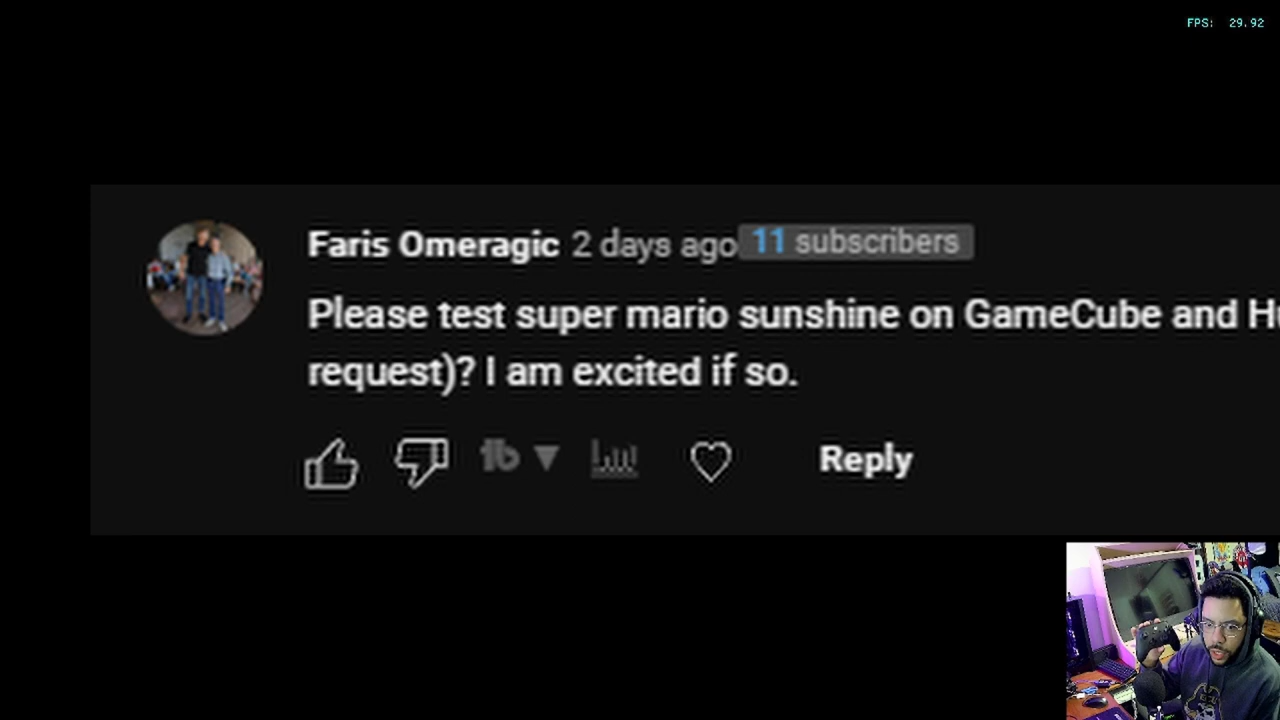 FPS: 29.92
Faris Omeragic 2 days ago 11 subscribers
Please test super mario sunshine on GameCube and
request)? I am excited if so.
Reply